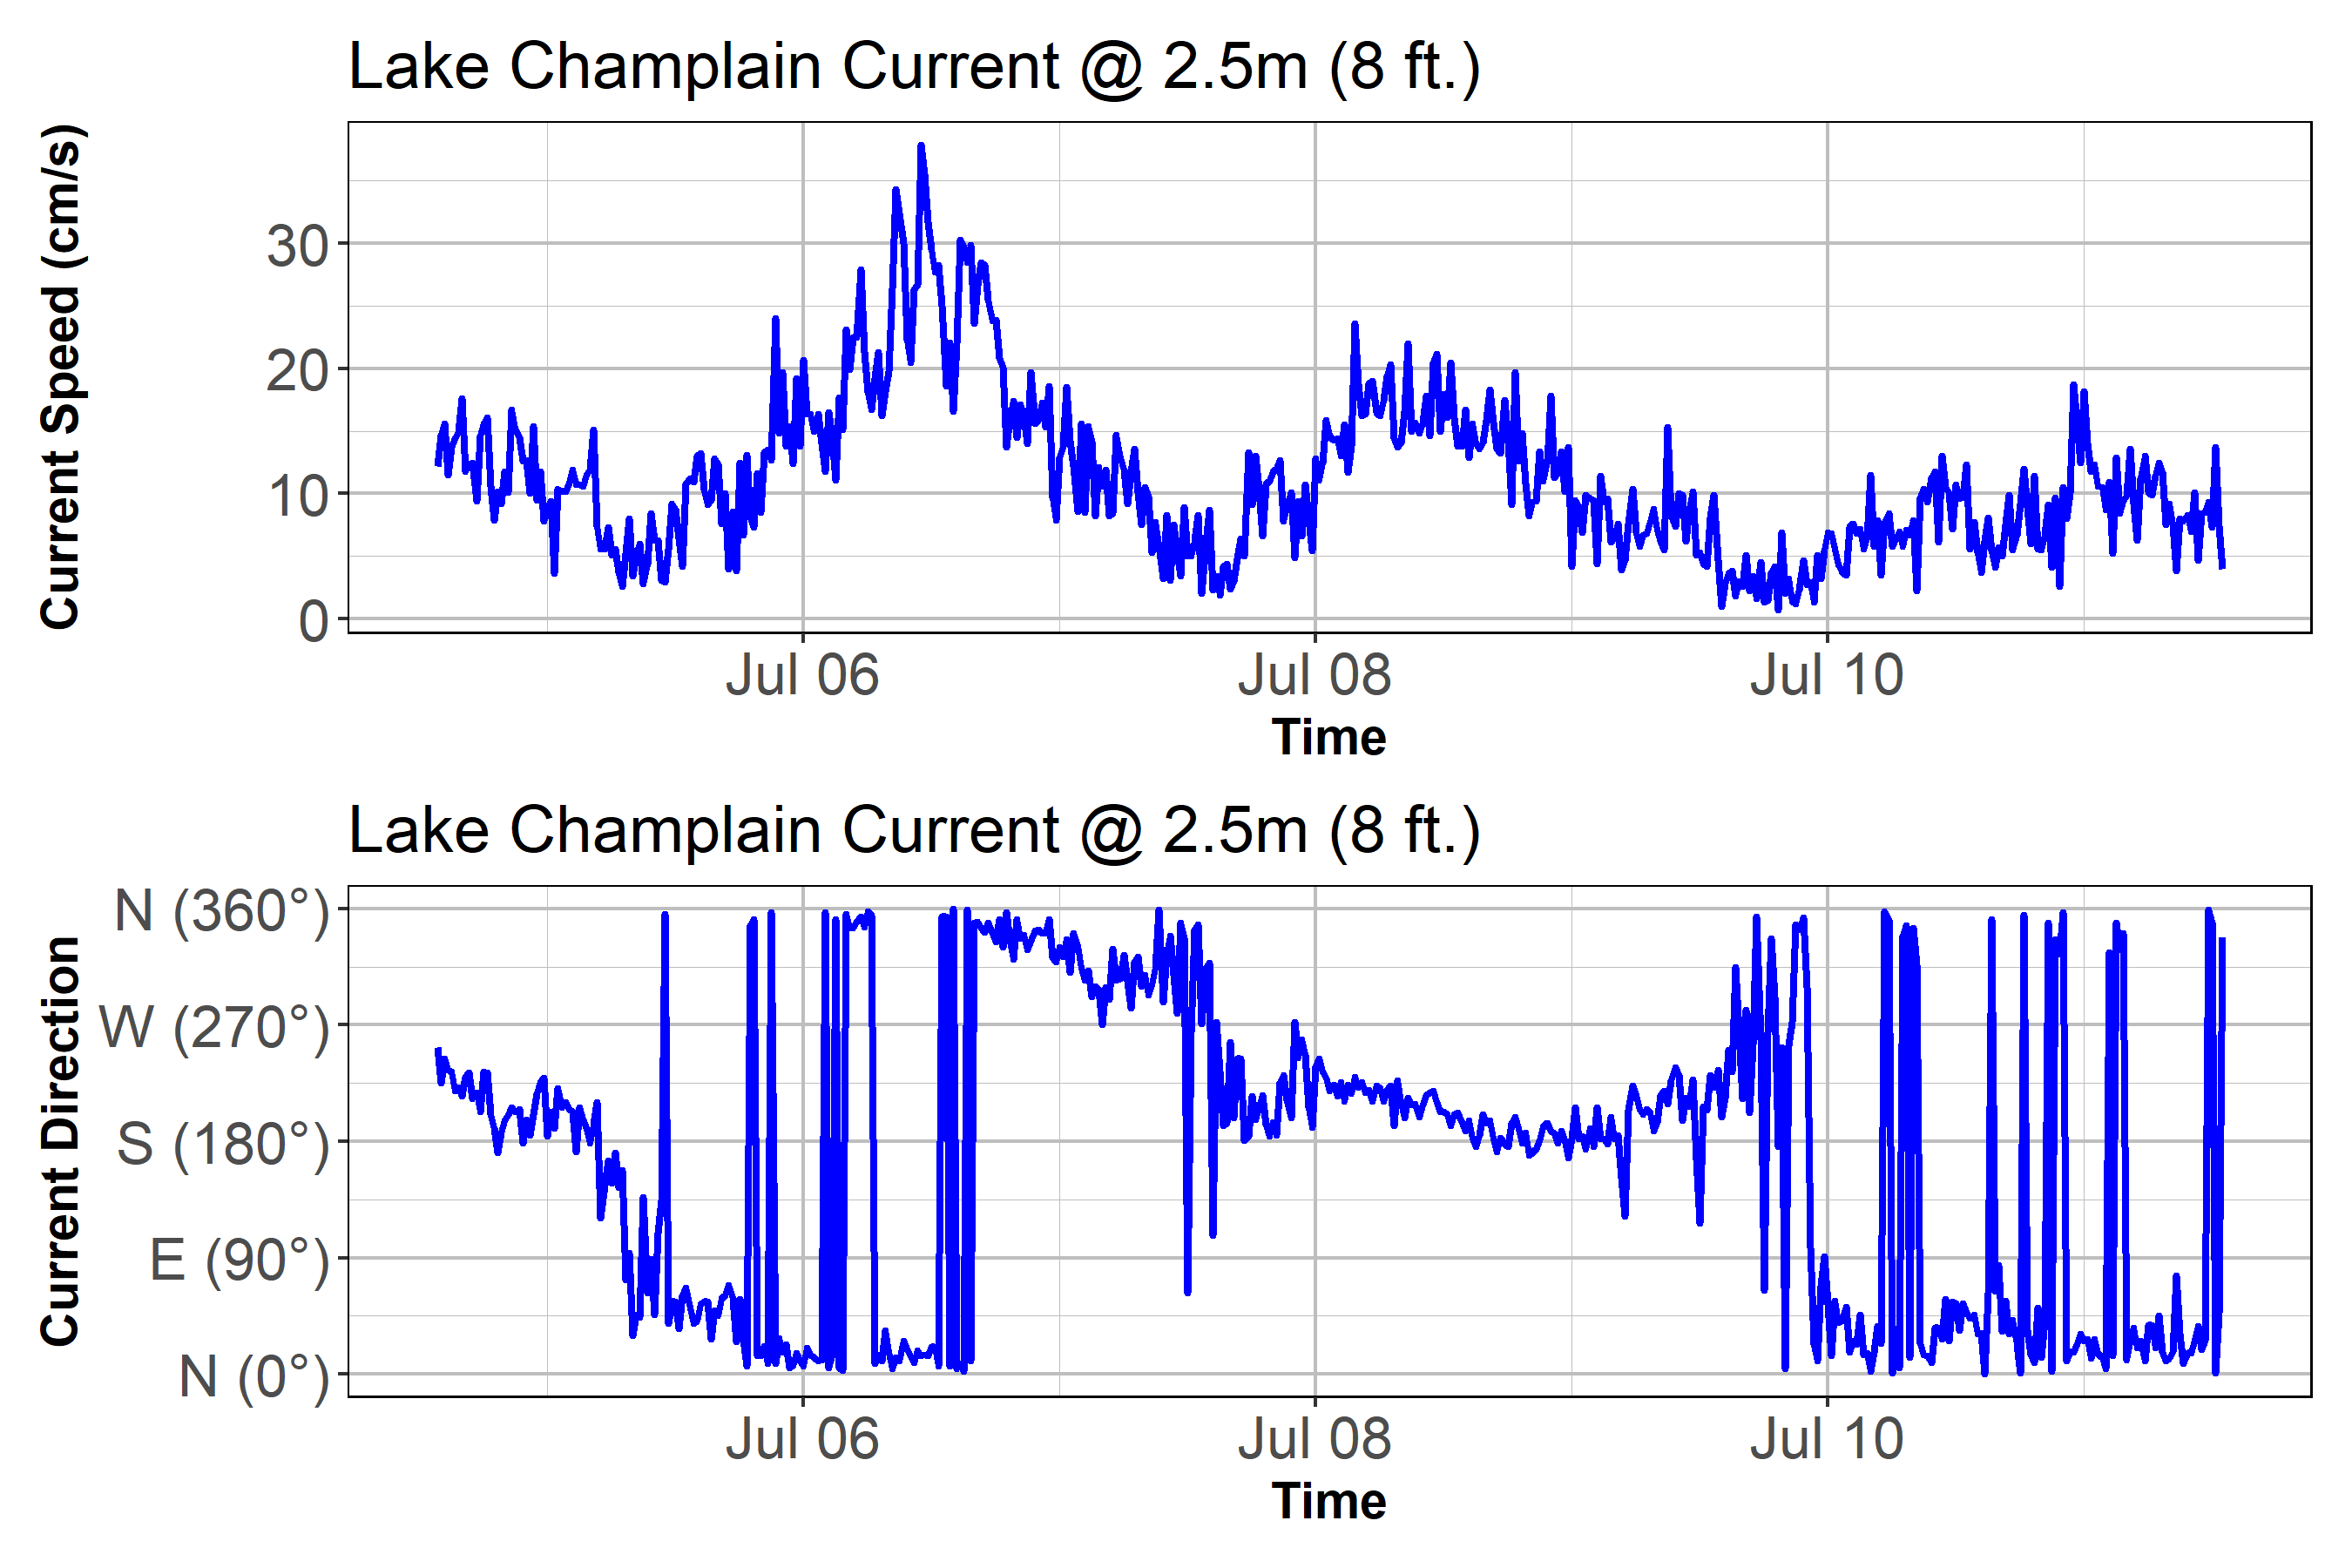 Lake Champlain Current @ 2.5m (8 ft.)
Current Speed (cm/s)
30
20
10
0
Jul 06 Jul 08 Jul 10
Time
Lake Champlain Current @ 2.5m (8 ft.)
Current Direction
N (360°)
W (270°)
S (180°)
E (90°)
N (0°)
Jul 06 Jul 08 Jul 10
Time